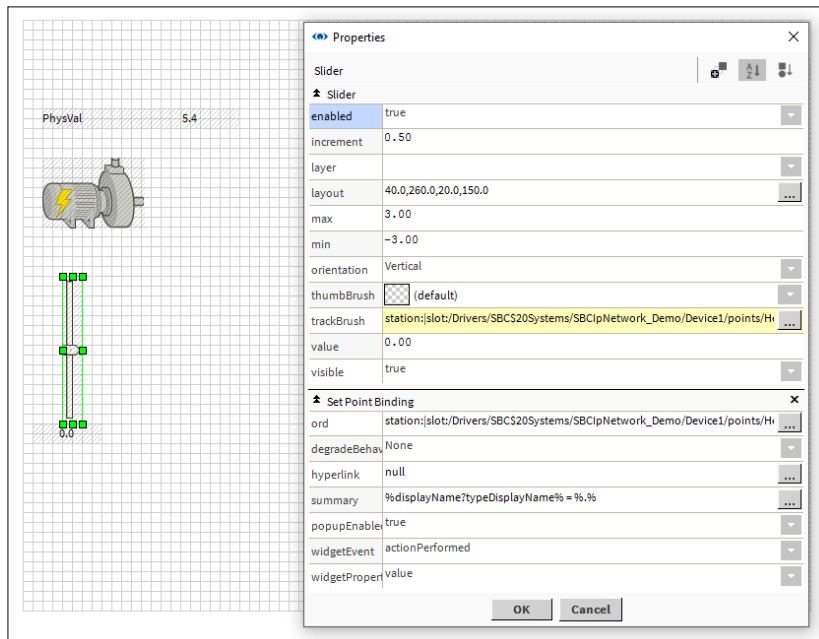 Properties
Slider
Slider
enabled true
increment 0.50
layer
layout 40.0,260.0,20.0,150.0 ...
max 3.00
min -3.00
orientation Vertical
thumbBrush (default)
trackBrush station:|slot:/Drivers/SBC$20Systems/SBCIpNetwork_Demo/Device1/points/He ...
value 0.00
visible true
Set Point Binding
ord station:|slot:/Drivers/SBC$20Systems/SBCIpNetwork_Demo/Device1/points/He ...
degradeBehav None
hyperlink null ...
summary %displayName?typeDisplayName% = %.% ...
popupEnable true
widgetEvent actionPerformed
widgetPropert value
OK Cancel
PhysVal 5.4
0.0